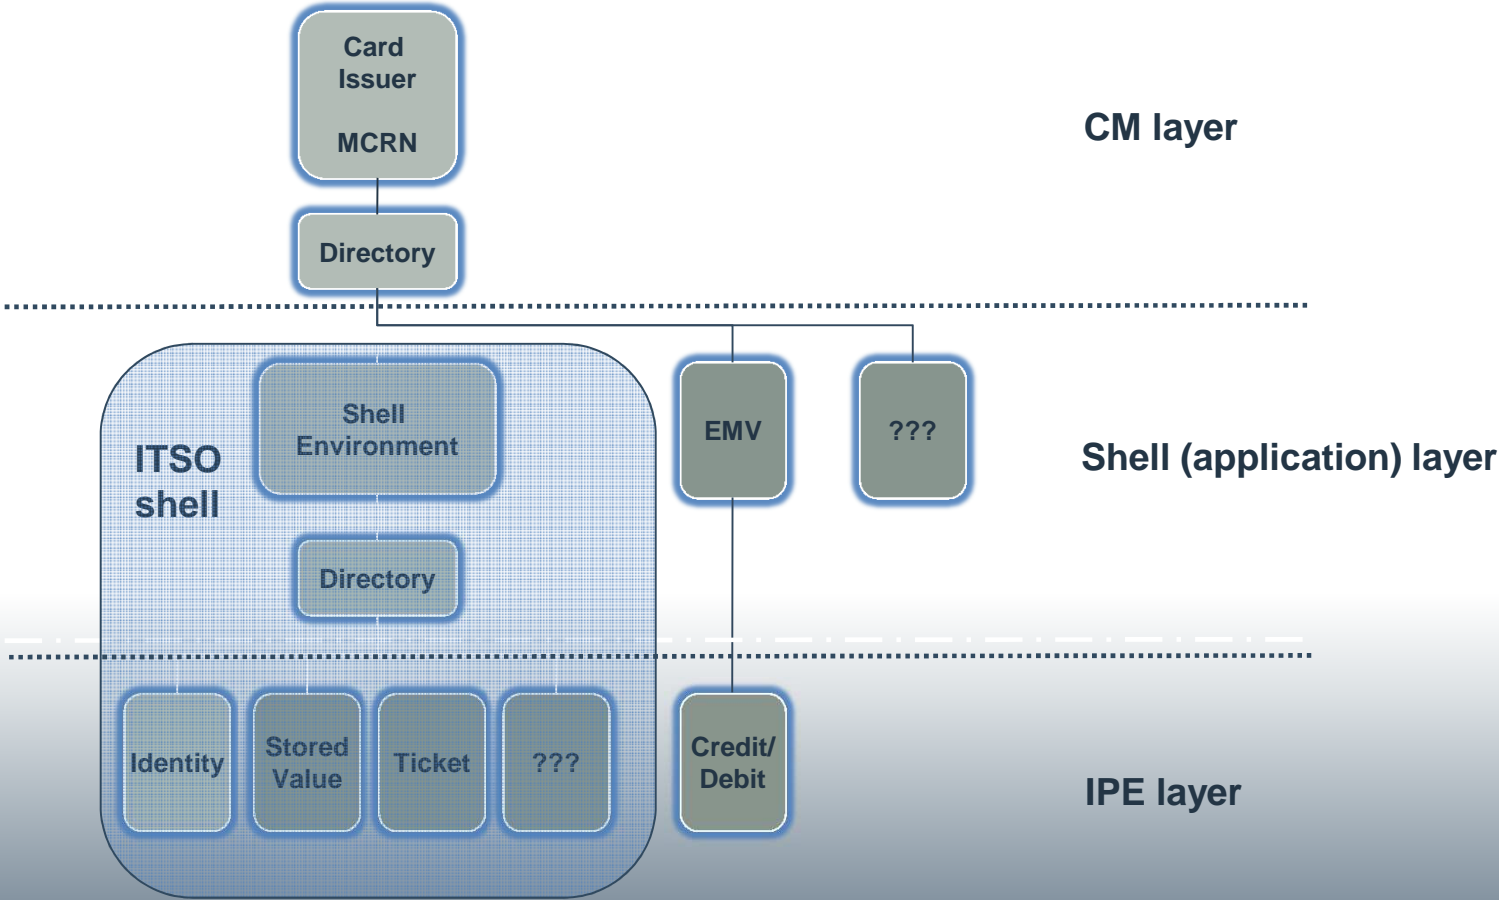 Card
Issuer
MCRN
CM layer
Directory
Shell
Environment
EMV
???
ITSO
shell
Shell (application) layer
Directory
Identity
Stored
Value
Ticket
???
Credit/
Debit
IPE layer